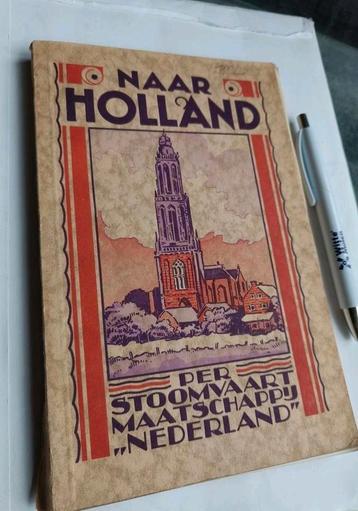 NAAR
HOLLAND
PER
STOOMVAART
MAATSCHAPPIJ
„NEDERLAND"